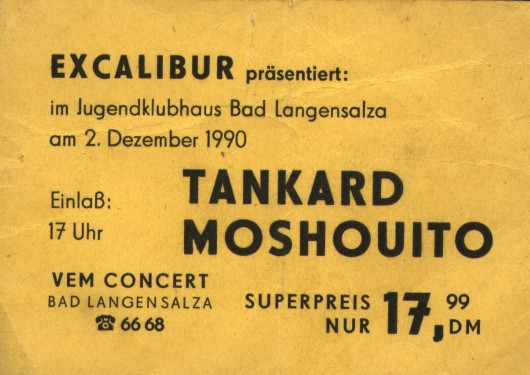 EXCALIBUR präsentiert:
im Jugendklubhaus Bad Langensalza
am 2. Dezember 1990
Einlaß:
17 Uhr
TANKARD
MOSHOUITO
VEM CONCERT
BAD LANGENSALZA
☎ 66 68
SUPERPREIS
NUR 17,99 DM